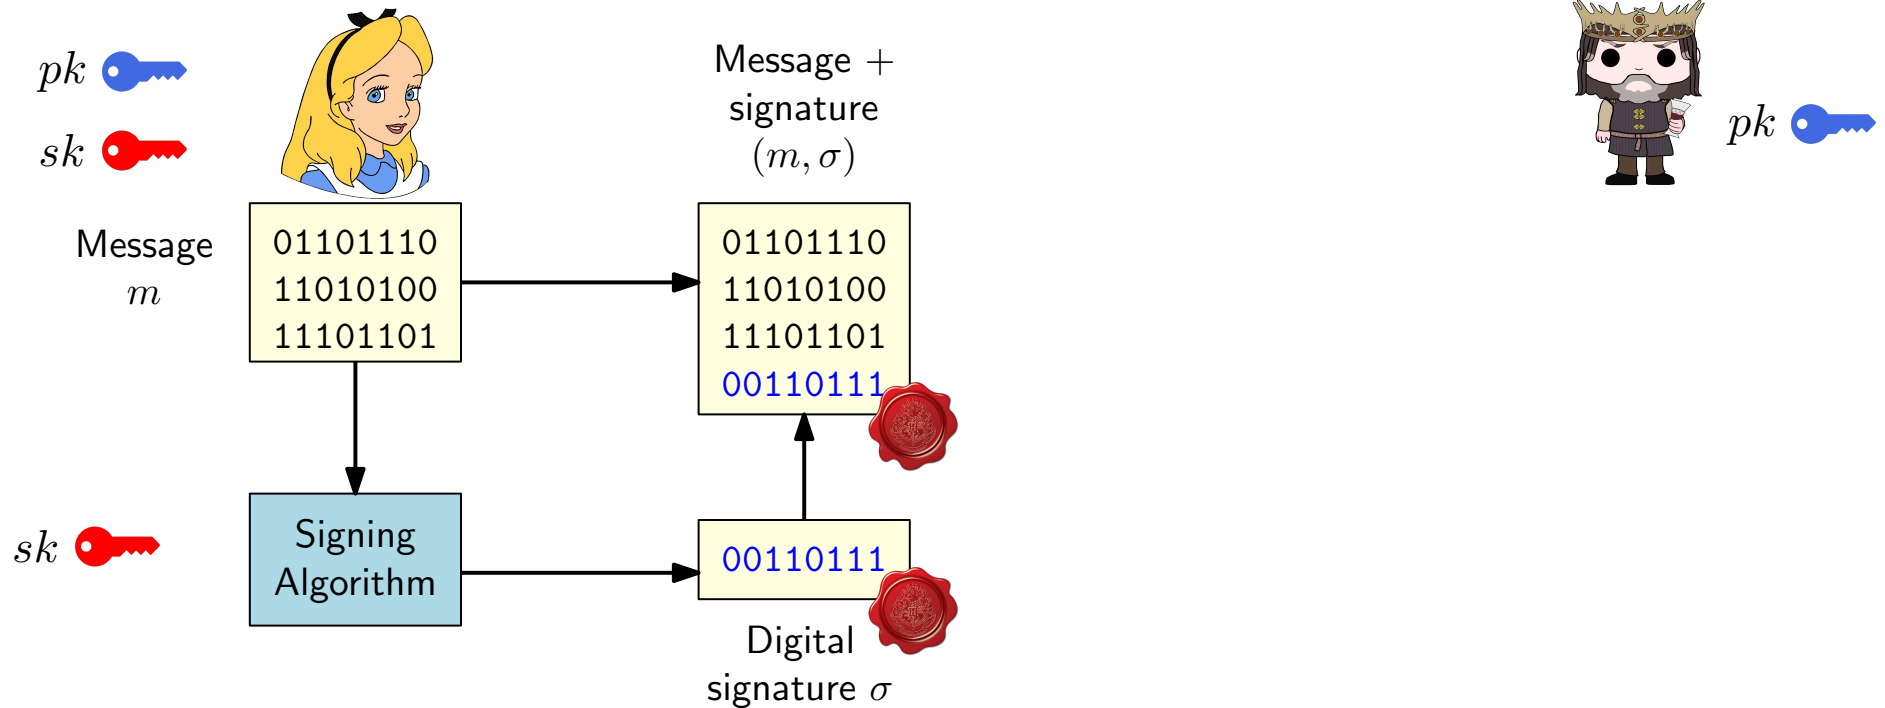 pk
sk
Message
m
01101110
11010100
11101101
Message +
signature
(m, σ)
01101110
11010100
11101101
00110111
pk
sk
Signing
Algorithm
00110111
Digital
signature σ